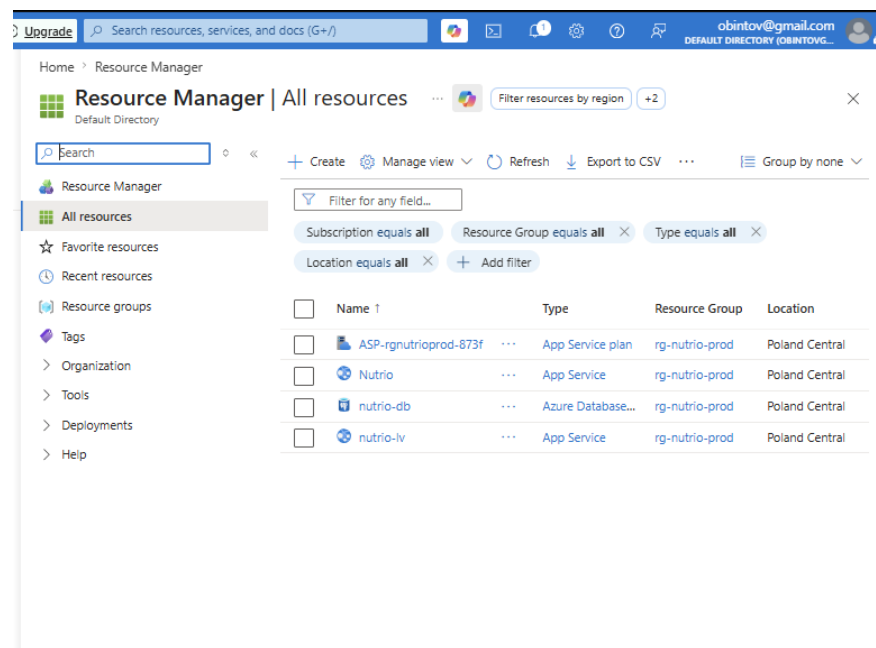 Upgrade
Search resources, services, and docs (G+/)
1
obintov@gmail.com
DEFAULT DIRECTORY (OBINTOVG...
Home > Resource Manager
Resource Manager | All resources ...
Default Directory
Filter resources by region
+2
Search
Resource Manager
All resources
Favorite resources
Recent resources
Resource groups
Tags
Organization
Tools
Deployments
Help
Create Manage view Refresh Export to CSV ... Group by none
Filter for any field...
Subscription equals all Resource Group equals all Type equals all
Location equals all Add filter
Name ↑ Type Resource Group Location
ASP-rgnutrioprod-873f ... App Service plan rg-nutrio-prod Poland Central
Nutrio ... App Service rg-nutrio-prod Poland Central
nutrio-db ... Azure Database... rg-nutrio-prod Poland Central
nutrio-lv ... App Service rg-nutrio-prod Poland Central